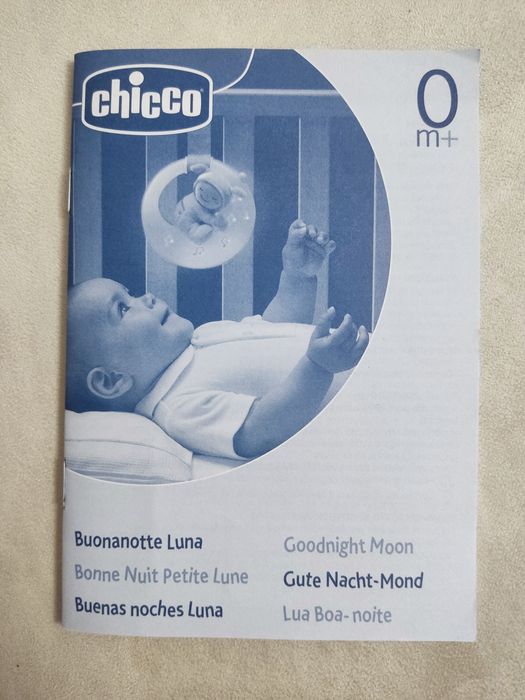 chicco
0
m+
Buonanotte Luna
Bonne Nuit Petite Lune
Buenas noches Luna
Goodnight Moon
Gute Nacht-Mond
Lua Boa-noite